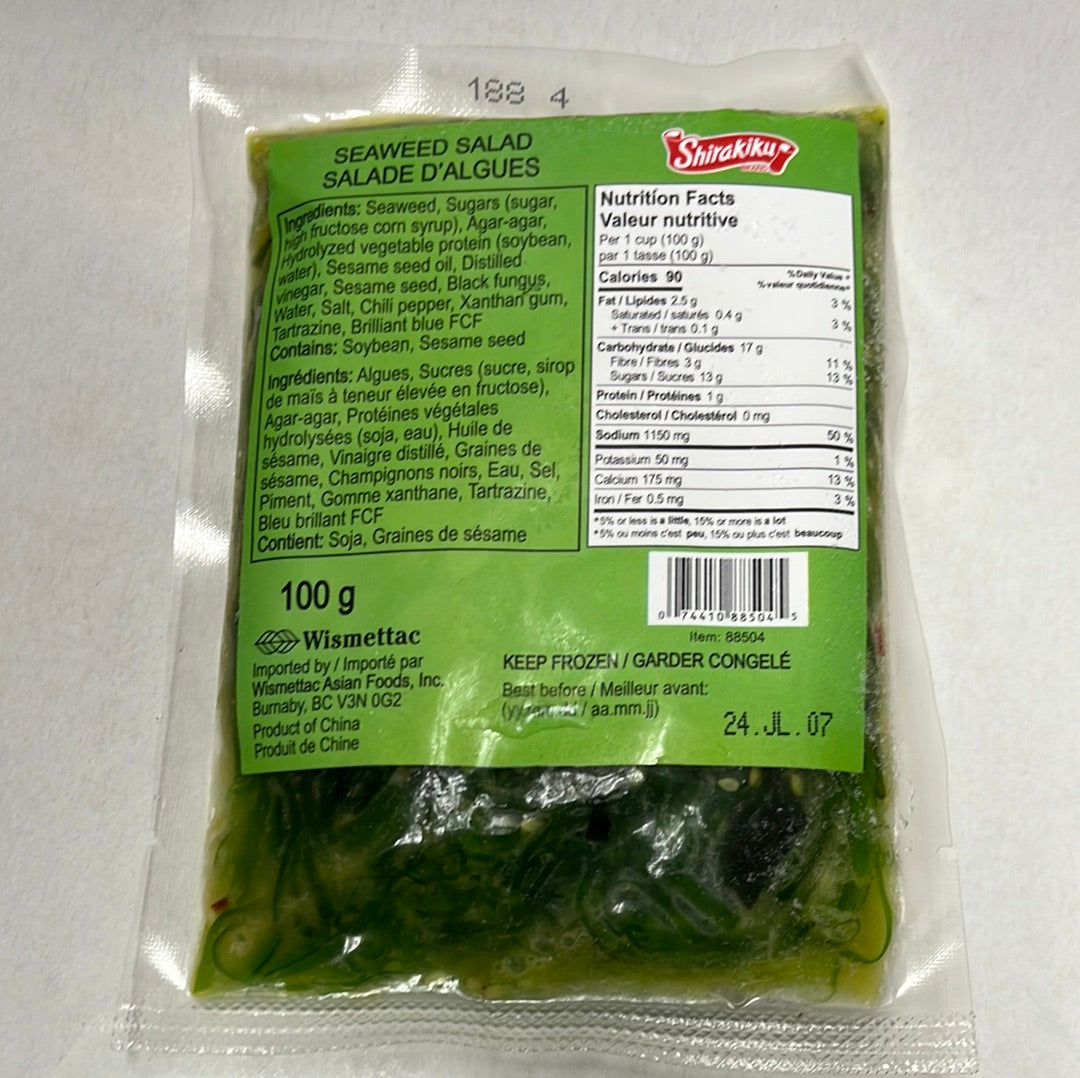 188 4
SEAWEED SALAD
SALADE D'ALGUES
Shirakiku
Ingredients: Seaweed, Sugars (sugar,
high fructose corn syrup), Agar-agar,
Hydrolyzed vegetable protein (soybean,
water), Sesame seed oil, Distilled
vinegar, Sesame seed, Black fungus,
Water, Salt, Chili pepper, Xanthan gum,
Tartrazine, Brilliant blue FCF
Contains: Soybean, Sesame seed
Ingrédients: Algues, Sucres (sucre, sirop
de maïs à teneur élevée en fructose),
Agar-agar, Protéines végétales
hydrolysées (soja, eau), Huile de
sésame, Vinaigre distillé, Graines de
sésame, Champignons noirs, Eau, Sel,
Piment, Gomme xanthane, Tartrazine,
Bleu brillant FCF
Contient: Soja, Graines de sésame
Nutrition Facts
Valeur nutritive
Per 1 cup (100 g)
par 1 tasse (100 g)
Calories 90
% Daily Value *
% valeur quotidienne*
Fat / Lipides 2.5 g 3 %
Saturated / saturés 0.4 g
+ Trans / trans 0.1 g 3 %
Carbohydrate / Glucides 17 g
Fibre / Fibres 3 g 11 %
Sugars / Sucres 13 g 13 %
Protein / Protéines 1 g
Cholesterol / Cholestérol 0 mg
Sodium 1150 mg 50 %
Potassium 50 mg 1 %
Calcium 175 mg 13 %
Iron / Fer 0.5 mg 3 %
*5% or less is a little, 15% or more is a lot
*5% ou moins c'est peu, 15% ou plus c'est beaucoup
100 g
0 74410 88504 5
Item: 88504
Wismettac
Imported by / Importé par
Wismettac Asian Foods, Inc.
Burnaby, BC V3N 0G2
Product of China
Produit de Chine
KEEP FROZEN / GARDER CONGELÉ
Best before / Meilleur avant:
/ aa.mm.jj)
24.JL.07